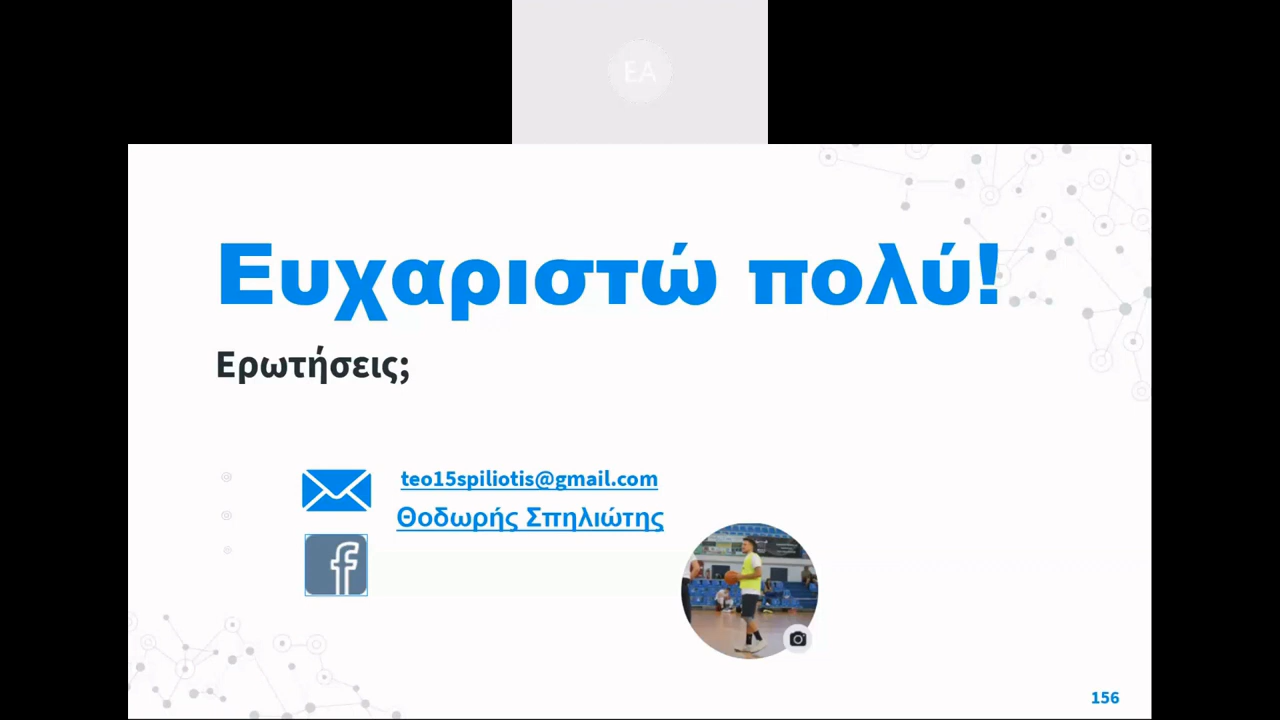 EA
Ευχαριστώ πολύ!
Ερωτήσεις;
teo15spiliotis@gmail.com
Θοδωρής Σπηλιώτης
156